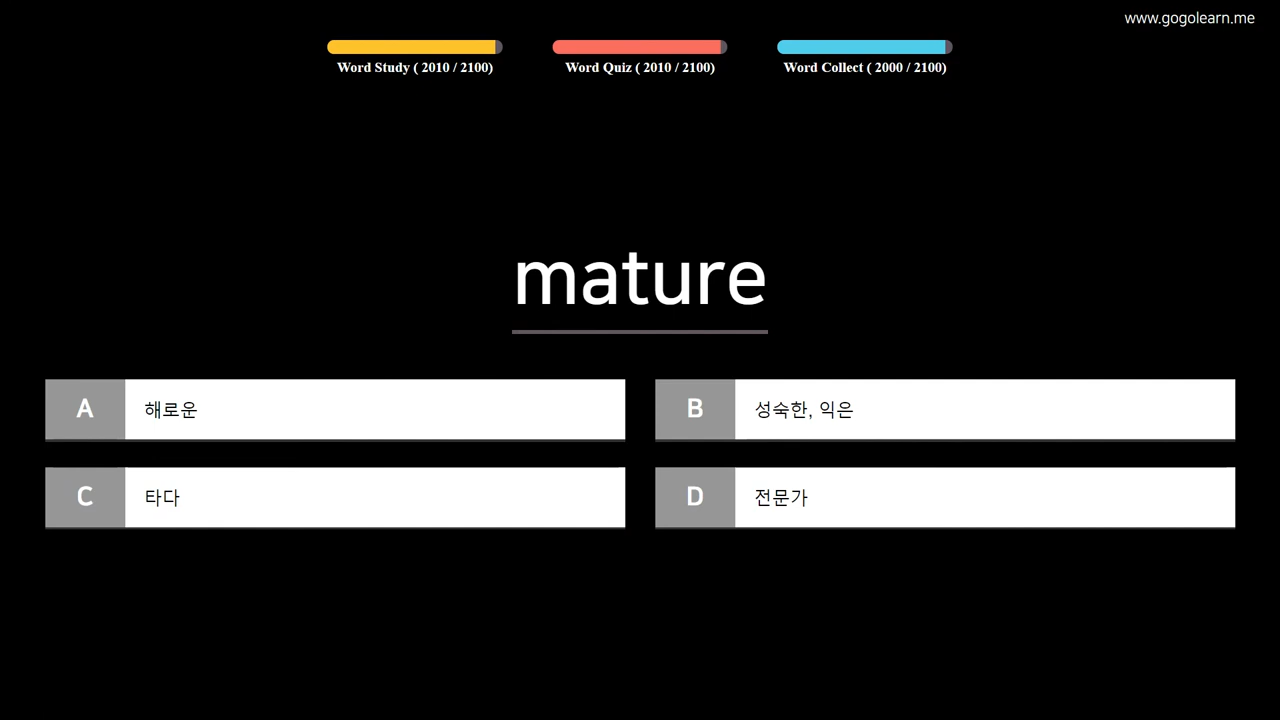 www.gogolearn.me
Word Study ( 2010 / 2100)
Word Quiz ( 2010 / 2100)
Word Collect ( 2000 / 2100)
mature
A 해로운
B 성숙한, 익은
C 타다
D 전문가